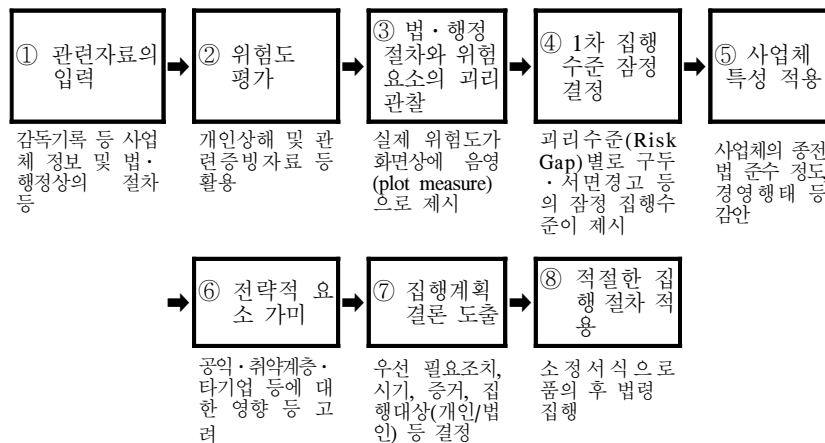 ① 관련자료의
입력
② 위험도
평가
③ 법·행정
절차와 위험
요소의 괴리
관찰
④ 1차 집행
수준 잠정
결정
⑤ 사업체
특성 적용
감독기록 등 사업
체 정보 및 법·
행정상의 절차
등
개인상해 및 관
련증빙자료 등
활용
실제 위험도가
화면상에 음영
(plot measure)
으로 제시
괴리수준(Risk
Gap)별로 구두
·서면경고 등
의 잠정 집행수
준이 제시
사업체의 종전
법 준수 정도,
경영행태 등
감안
⑥ 전략적 요
소 가미
⑦ 집행계획
결론 도출
⑧ 적절한 집
행 절차 적
용
공익·취약계층·
타기업 등에 대
한 영향 등 고
려
우선 필요조치,
시기, 증거, 집
행대상(개인/법
인) 등 결정
소정서식으로
품의 후 법령
집행